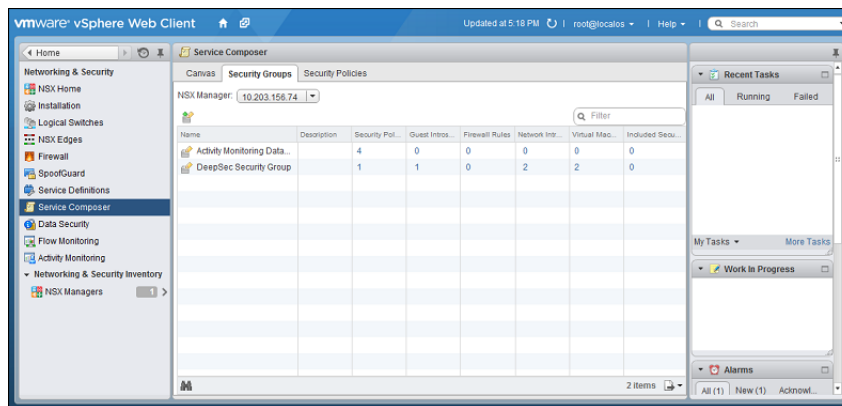 vmware® vSphere Web Client
Updated at 5:18 PM
root@localos
Help
Search
Home
Networking & Security
NSX Home
Installation
Logical Switches
NSX Edges
Firewall
SpoofGuard
Service Definitions
Service Composer
Data Security
Flow Monitoring
Activity Monitoring
Networking & Security Inventory
NSX Managers 1
Service Composer
Canvas Security Groups Security Policies
NSX Manager: 10.203.156.74
Filter
Name Description Security Pol... Guest Intros... Firewall Rules Network Intr... Virtual Mac... Included Secu...
Activity Monitoring Data... 4 0 0 0 0 0
DeepSec Security Group 1 1 0 2 2 0
2 items
Recent Tasks
All Running Failed
My Tasks More Tasks
Work In Progress
Alarms
All (1) New (1) Acknowl...